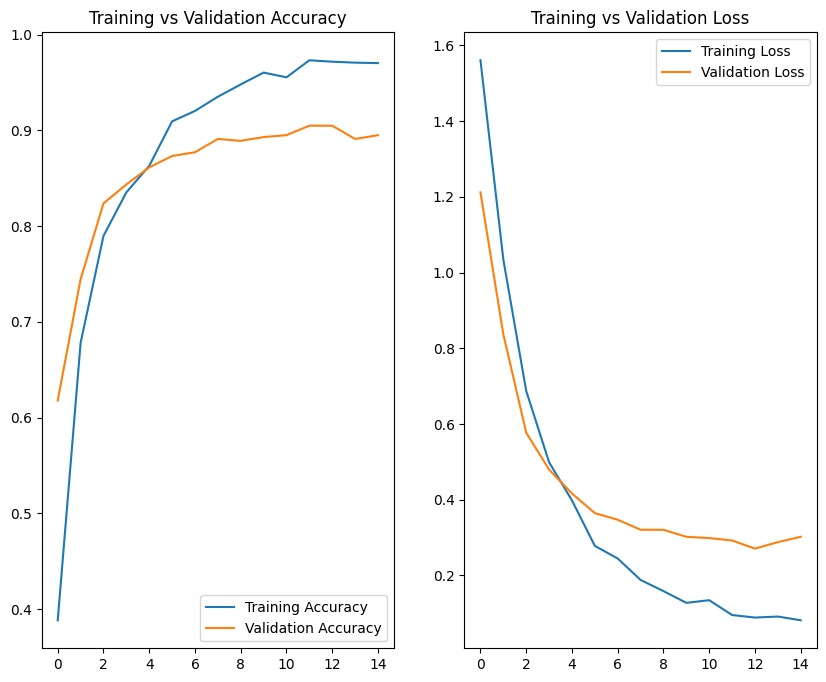 Training vs Validation Accuracy
1.0
0.9
0.8
0.7
0.6
0.5
0.4
0 2 4 6 8 10 12 14
Training Accuracy
Validation Accuracy
Training vs Validation Loss
1.6
1.4
1.2
1.0
0.8
0.6
0.4
0.2
0 2 4 6 8 10 12 14
Training Loss
Validation Loss